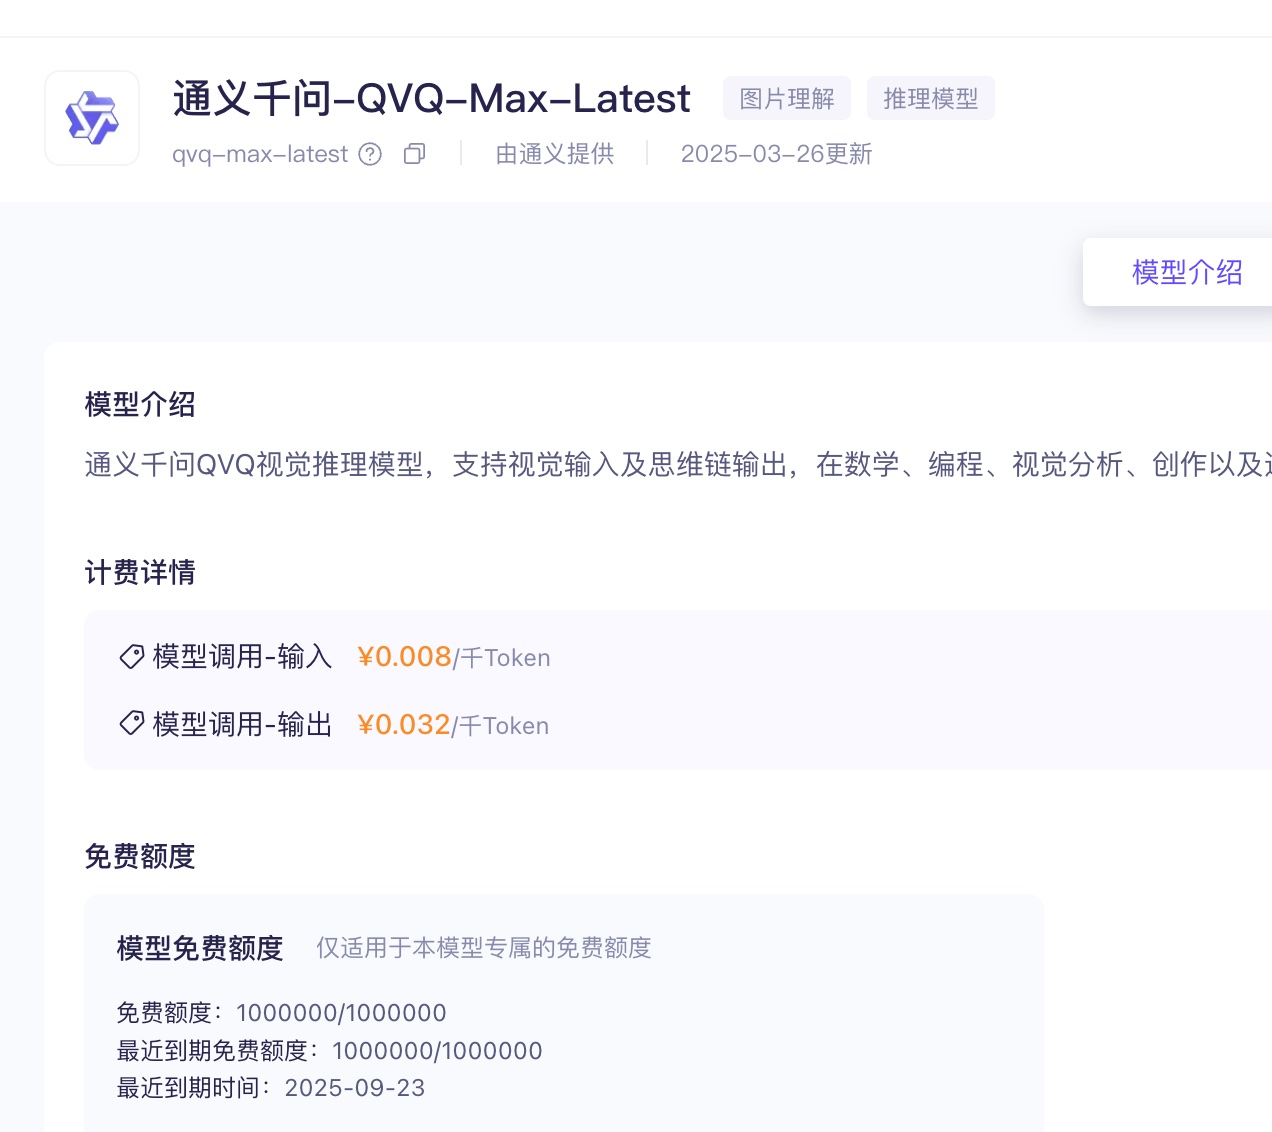 通义千问-QVQ-Max-Latest 图片理解 推理模型
qvq-max-latest 由通义提供 2025-03-26更新
模型介绍
模型介绍
通义千问QVQ视觉推理模型，支持视觉输入及思维链输出，在数学、编程、视觉分析、创作以及
计费详情
模型调用-输入 ¥0.008/千Token
模型调用-输出 ¥0.032/千Token
免费额度
模型免费额度 仅适用于本模型专属的免费额度
免费额度：1000000/1000000
最近到期免费额度：1000000/1000000
最近到期时间：2025-09-23